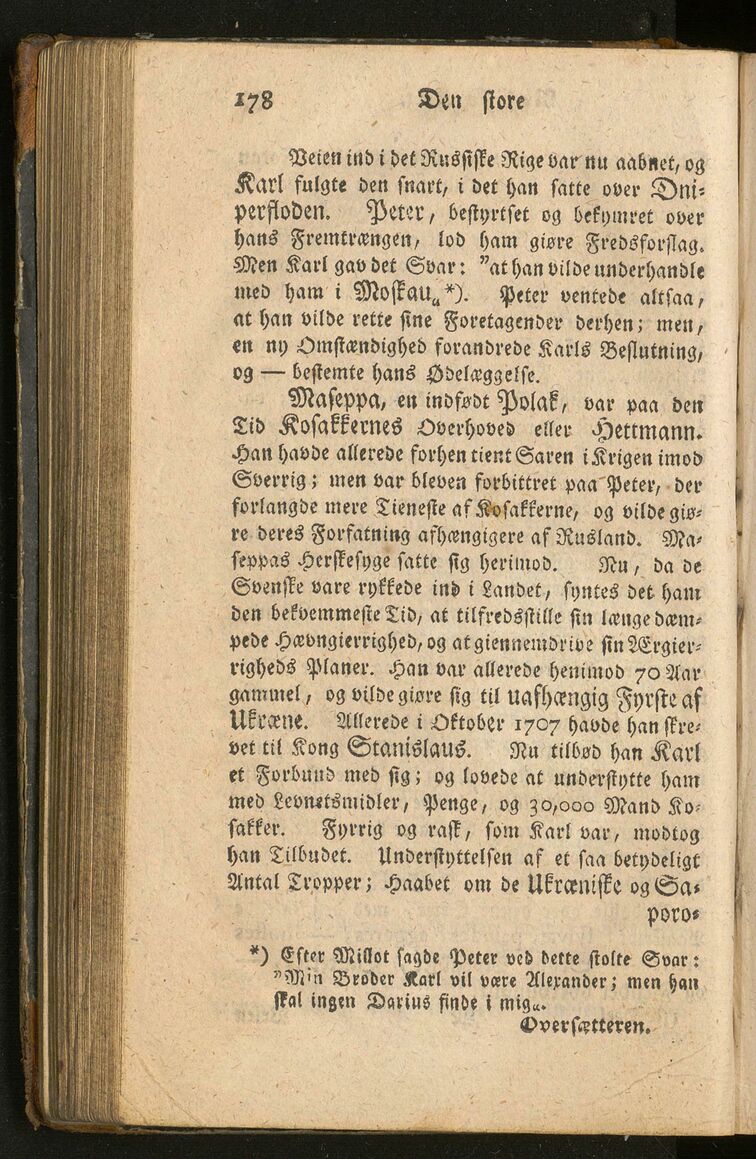 178 Den store
Veien ind i det Russiske Rige var nu aabnet, og
Karl fulgte den snart, i det han satte over Dni-
perfloden. Peter, bestyrtset og bekymret over
hans Fremtrængen, lod ham giøre Fredsforslag.
Men Karl gav det Svar: "at han vilde underhandle
med ham i Moskau„ *). Peter ventede altsaa,
at han vilde rette sine Foretagender derhen; men,
en ny Omstændighed forandrede Karls Beslutning,
og — bestemte hans Ødelæggelse.
Maseppa, en indfødt Polak, var paa den
Tid Kosakkernes Overhoved eller Hettmann.
Han havde allerede forhen tient Saren i Krigen imod
Sverrig; men var bleven forbittret paa Peter, der
forlangde mere Tieneste af Kosakkerne, og vilde giø-
re deres Forfatning afhængigere af Rusland. Ma-
seppas Herskesyge satte sig herimod. Nu, da de
Svenske vare rykkede ind i Landet, syntes det ham
den bekvemmeste Tid, at tilfredsstille sin længe dæm-
pede Hævngierrighed, og at giennemdrive sin Ærgier-
righeds Planer. Han var allerede henimod 70 Aar
gammel, og vilde giøre sig til uafhængig Fyrste af
Ukræne. Allerede i Oktober 1707 havde han skre-
vet til Kong Stanislaus. Nu tilbød han Karl
et Forbund med sig; og lovede at understytte ham
med Levnetsmidler, Penge, og 30,000 Mand Ko-
sakker. Fyrrig og rask, som Karl var, modtog
han Tilbudet. Understyttelsen af et saa betydeligt
Antal Tropper; Haabet om de Ukræniske og Sa-
poro-
*) Efter Millot sagde Peter ved dette stolte Svar:
"Min Broder Karl vil være Alexander; men han
skal ingen Darius finde i mig„.
Oversætteren.